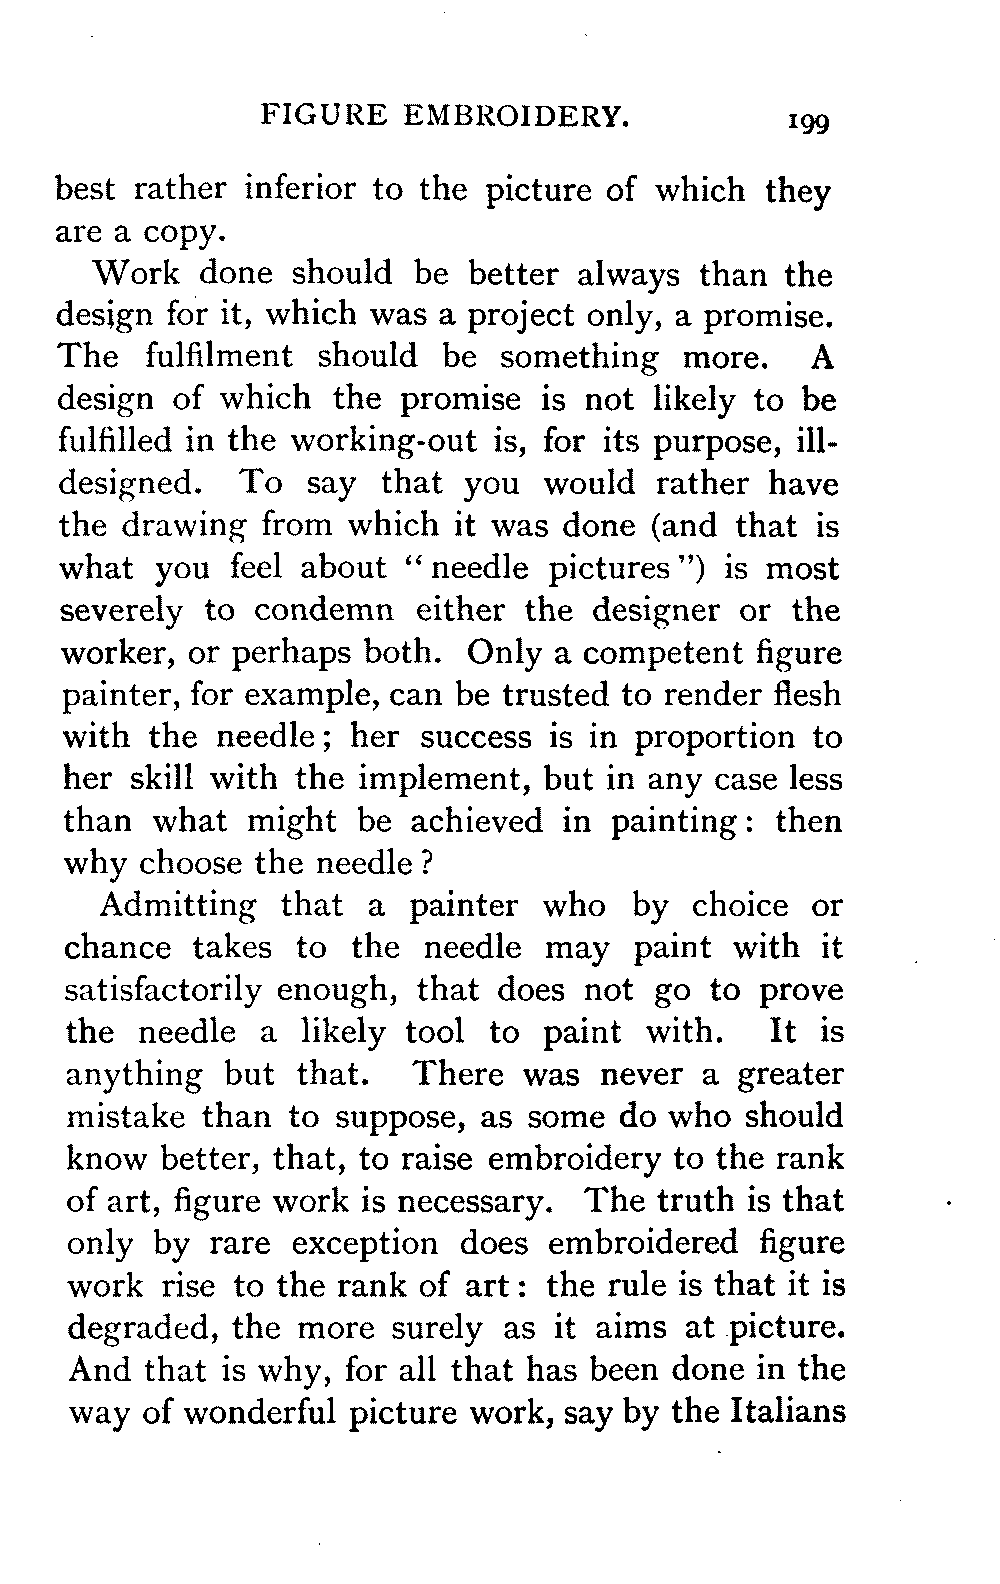 FIGURE EMBROIDERY. 199
best rather inferior to the picture of which they
are a copy.
Work done should be better always than the
design for it, which was a project only, a promise.
The fulfilment should be something more. A
design of which the promise is not likely to be
fulfilled in the working-out is, for its purpose, ill-
designed. To say that you would rather have
the drawing from which it was done (and that is
what you feel about “needle pictures”) is most
severely to condemn either the designer or the
worker, or perhaps both. Only a competent figure
painter, for example, can be trusted to render flesh
with the needle; her success is in proportion to
her skill with the implement, but in any case less
than what might be achieved in painting: then
why choose the needle?
Admitting that a painter who by choice or
chance takes to the needle may paint with it
satisfactorily enough, that does not go to prove
the needle a likely tool to paint with. It is
anything but that. There was never a greater
mistake than to suppose, as some do who should
know better, that, to raise embroidery to the rank
of art, figure work is necessary. The truth is that
only by rare exception does embroidered figure
work rise to the rank of art: the rule is that it is
degraded, the more surely as it aims at picture.
And that is why, for all that has been done in the
way of wonderful picture work, say by the Italians